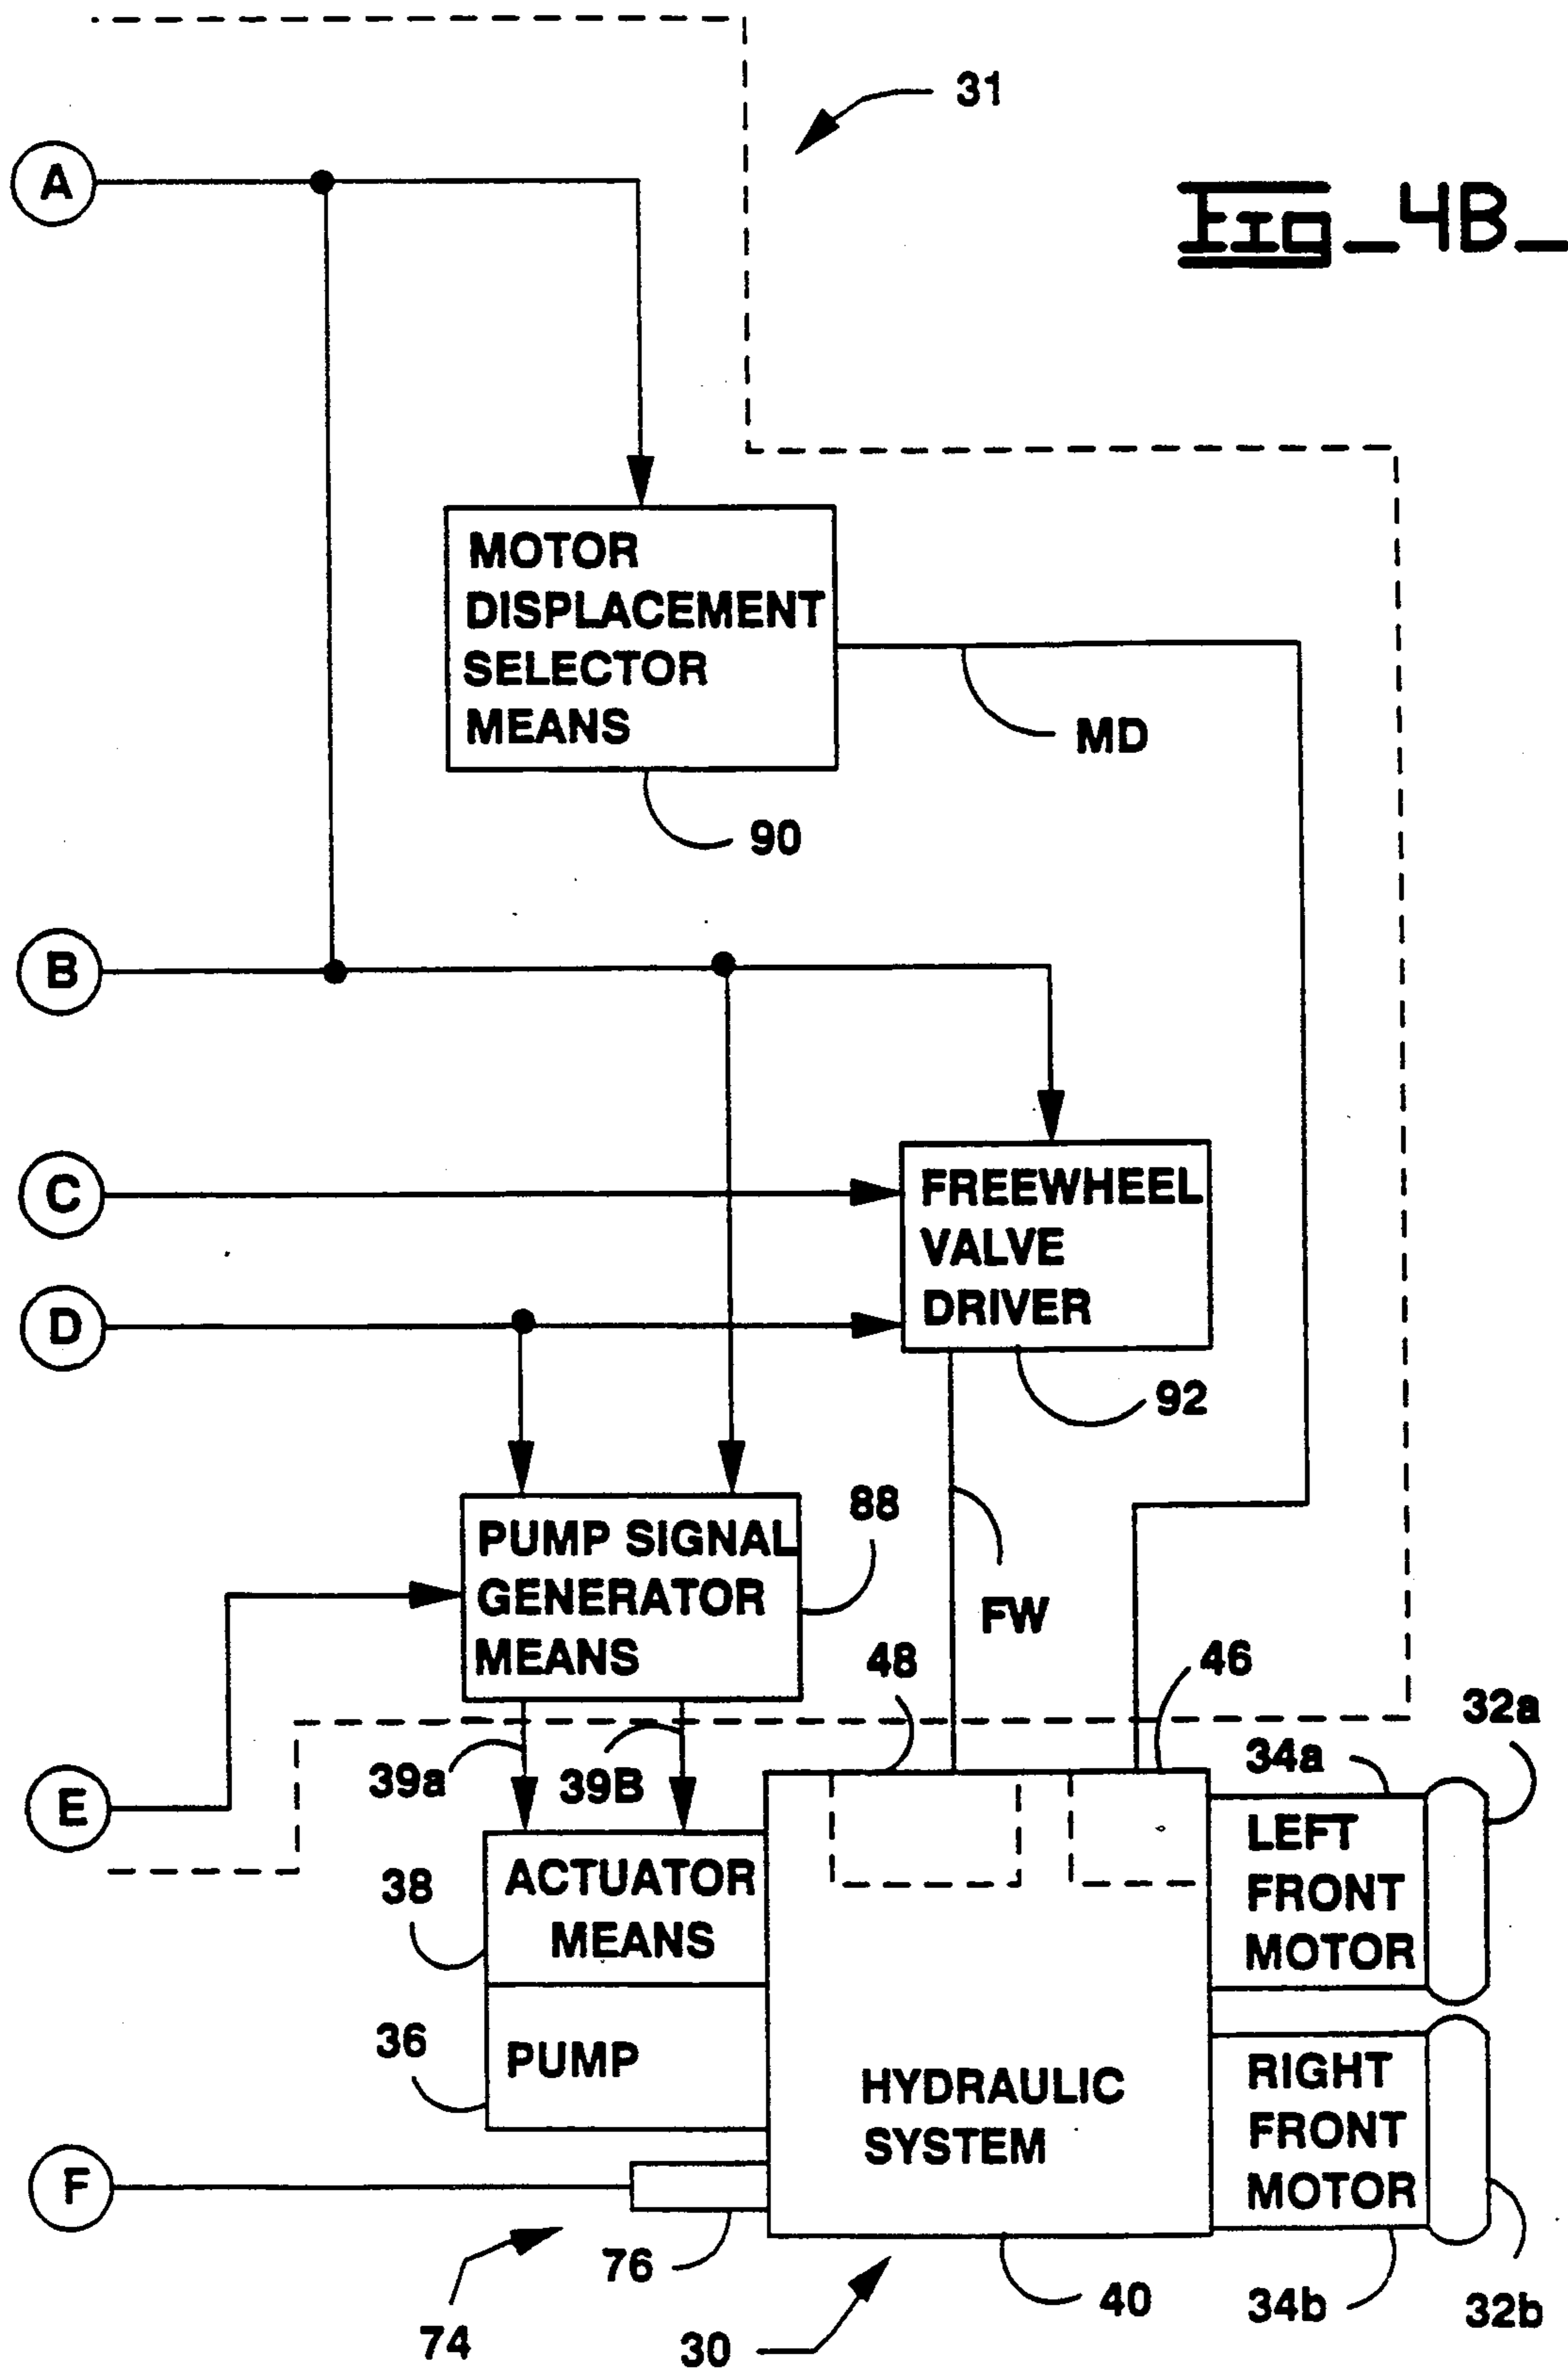 31
A
FIG_4B_
MOTOR
DISPLACEMENT
SELECTOR
MEANS
MD
90
B
C
FREEWHEEL
VALVE
DRIVER
D
92
88
PUMP SIGNAL
GENERATOR
MEANS
FW
48
46
32a
34a
39a
39B
E
LEFT
FRONT
MOTOR
38
ACTUATOR
MEANS
36
PUMP
HYDRAULIC
SYSTEM
RIGHT
FRONT
MOTOR
F
76
74
30
40
34b
32b